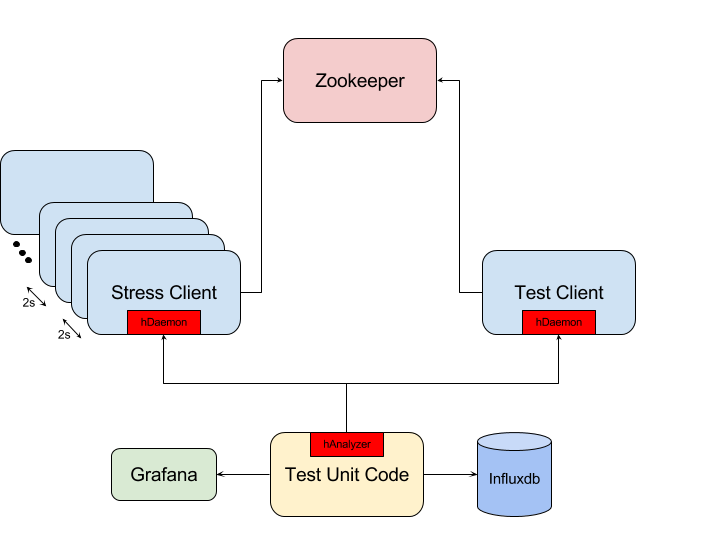 Zookeeper
Stress Client
hDaemon
Test Client
hDaemon
2s
2s
hAnalyzer
Test Unit Code
Grafana
Influxdb